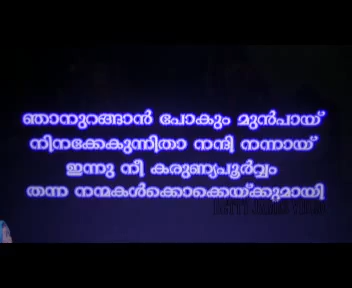 ഞാനുറങ്ങാൻ പോകും മുൻപായ്
നിനക്കേകുന്നിതാ നന്ദി നന്നായ്
ഇന്നു നീ കരുണ്യപൂർവ്വം
തന്ന നന്മകൾക്കൊക്കെയ്ക്കുമായി